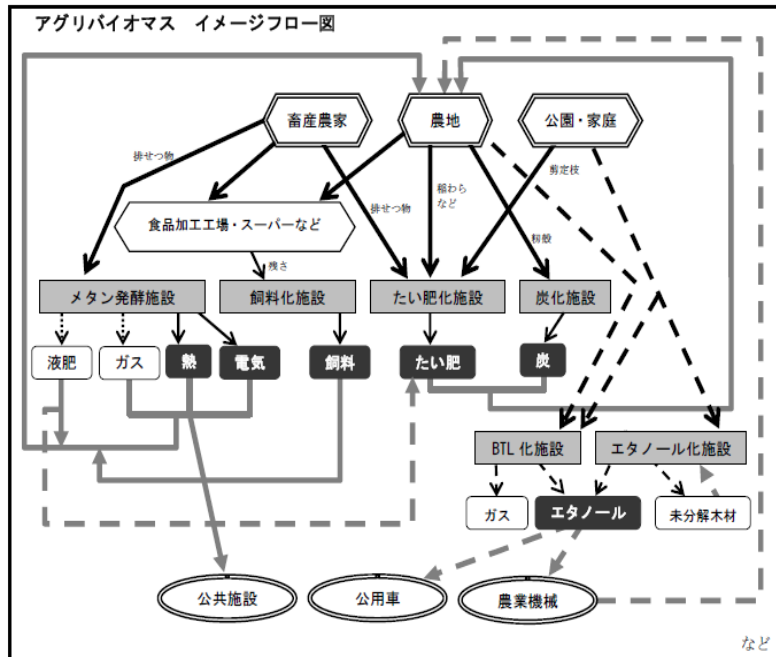 アグリバイオマス　イメージフロー図
畜産農家
農地
公園・家庭
排せつ物
剪定枝
稲わら
など
排せつ物
食品加工工場・スーパーなど
籾殻
残さ
メタン発酵施設
飼料化施設
たい肥化施設
炭化施設
液肥
ガス
熱
電気
飼料
たい肥
炭
BTL 化施設
エタノール化施設
ガス
エタノール
未分解木材
公共施設
公用車
農業機械
など